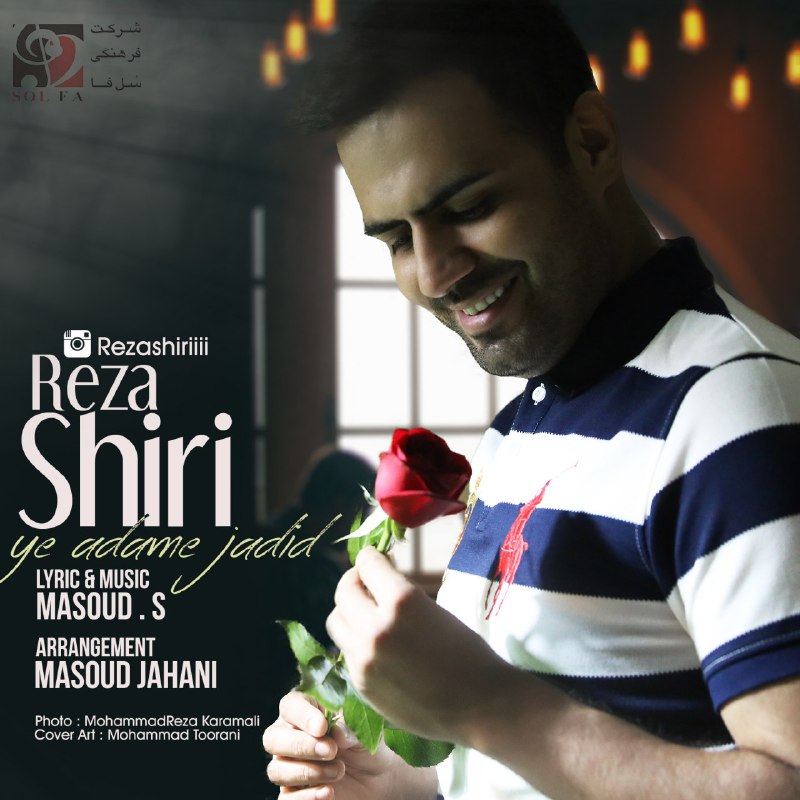 شرکت
فرهنگی
سُل فا
SOL FA
Rezashiriiii
Reza
Shiri
ye adame jadid
LYRIC & MUSIC
MASOUD . S
ARRANGEMENT
MASOUD JAHANI
Photo : MohammadReza Karamali
Cover Art : Mohammad Toorani